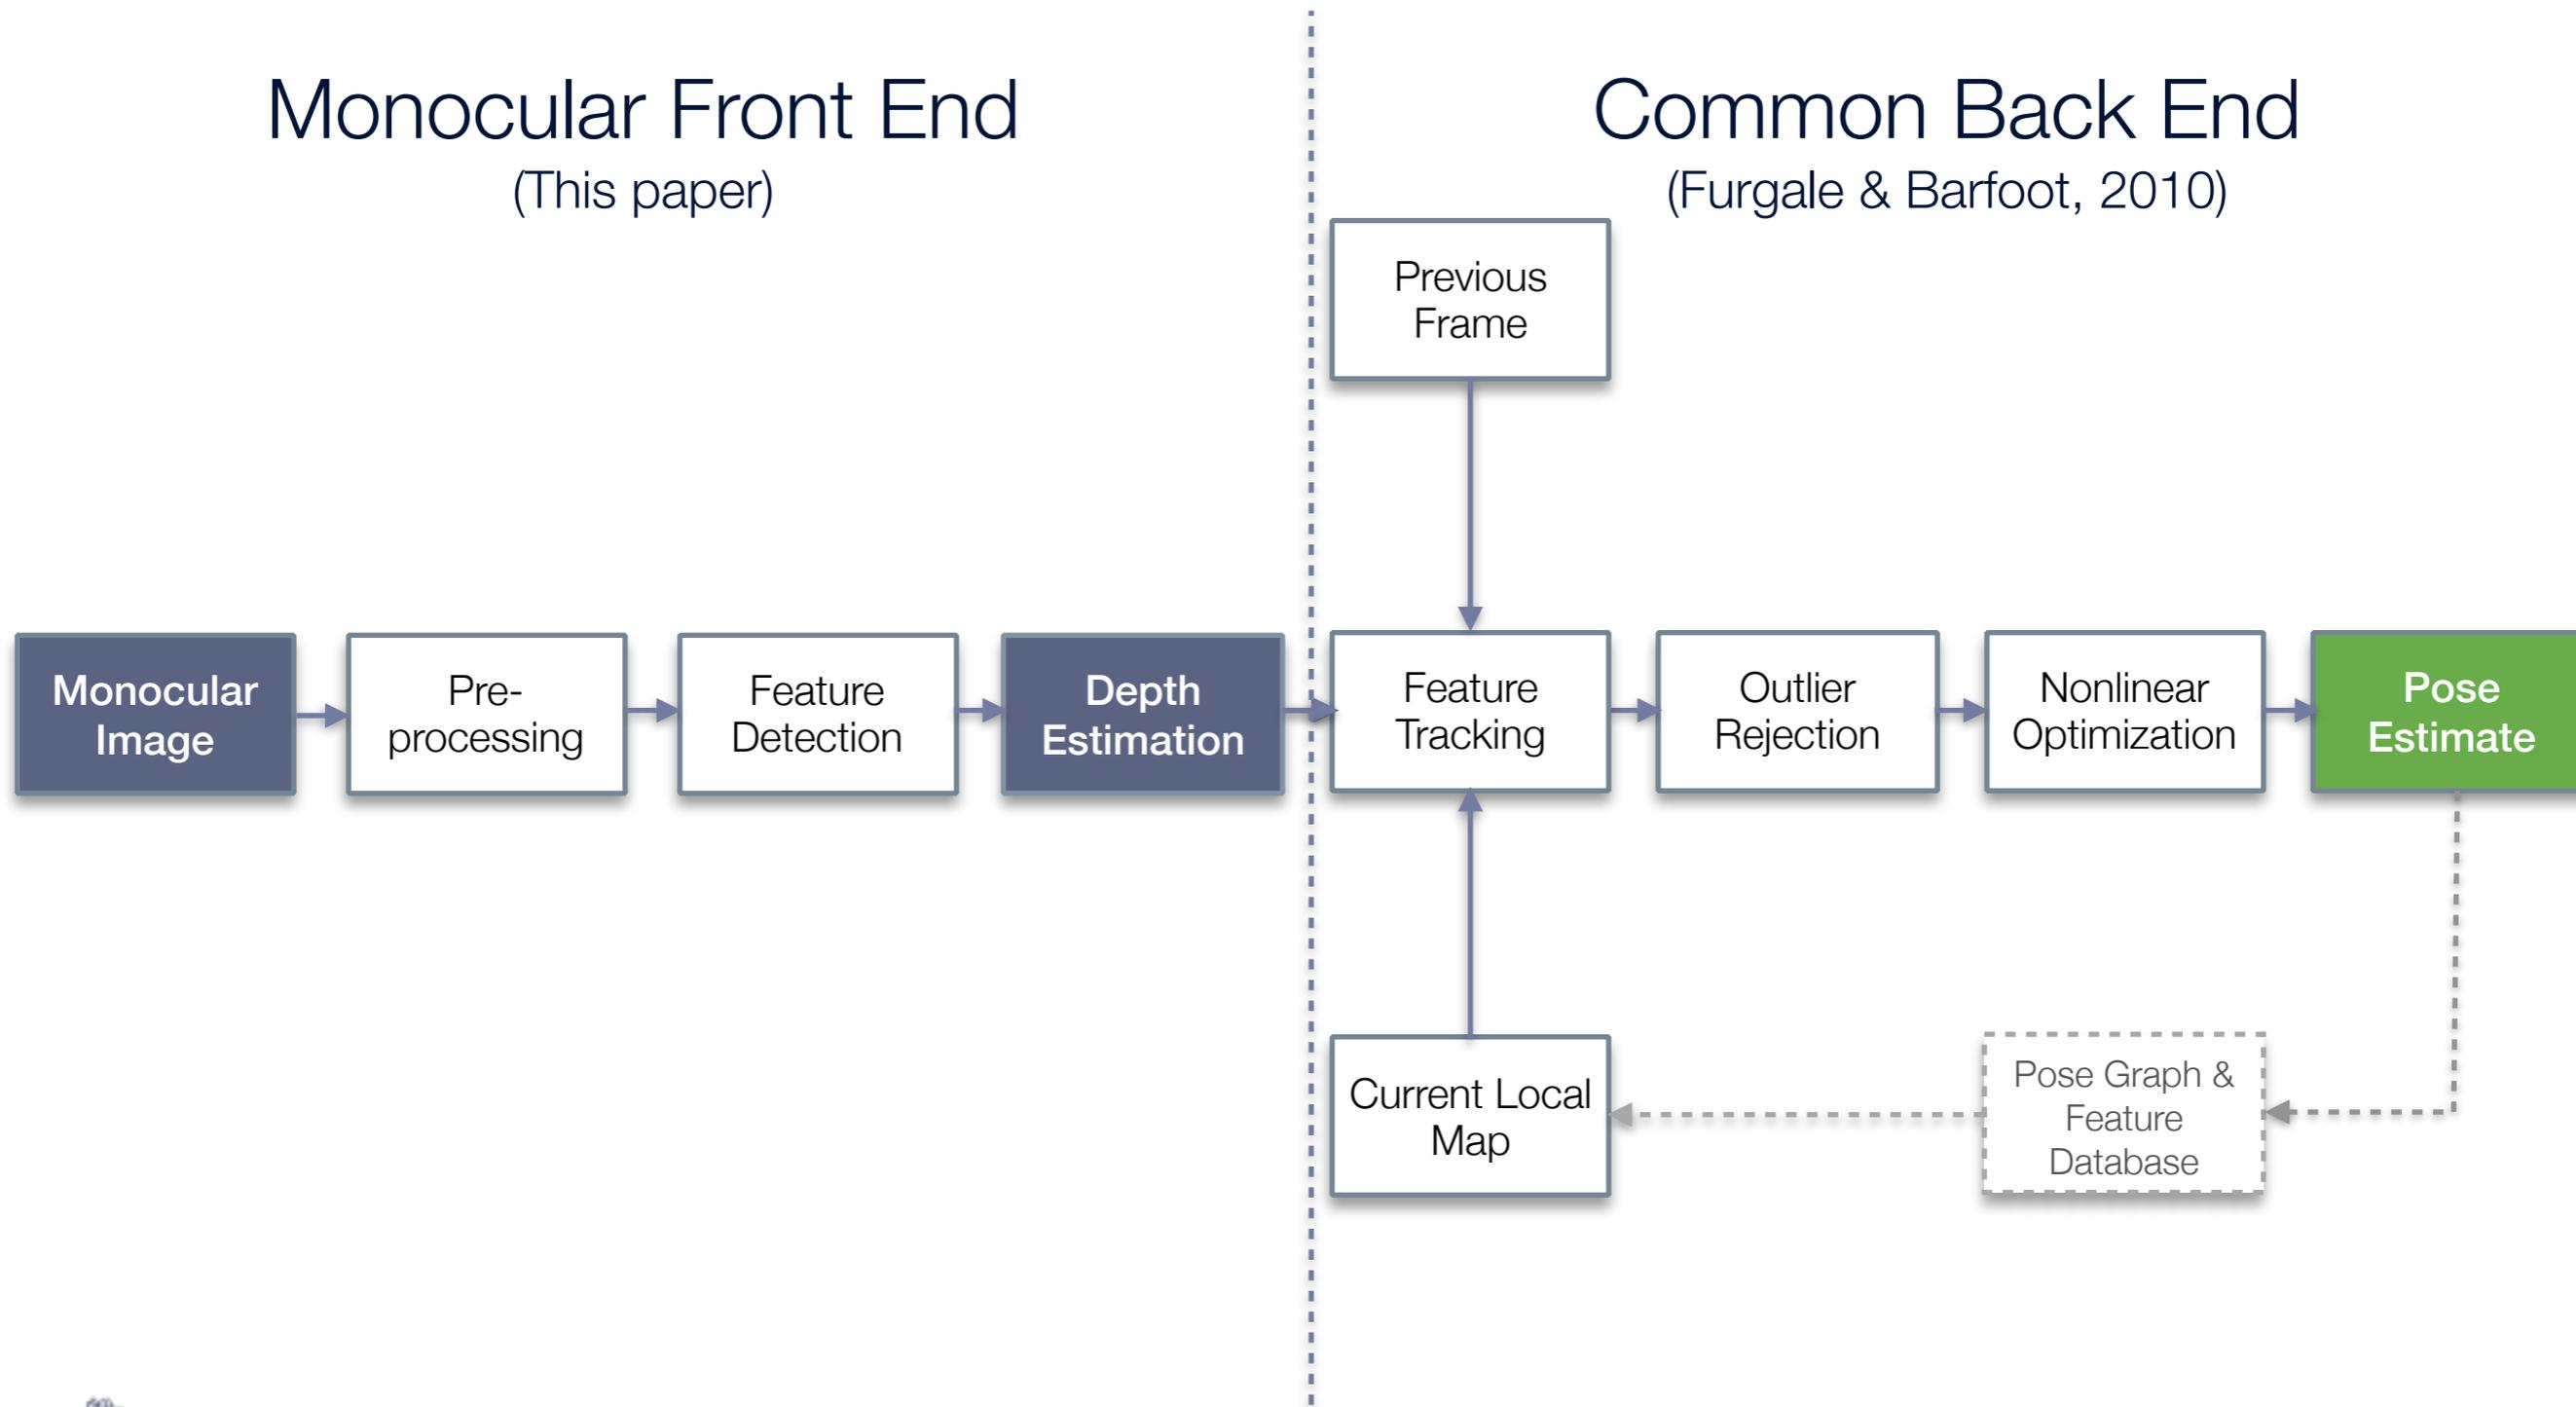 Monocular Front End
(This paper)
Common Back End
(Furgale & Barfoot, 2010)
Previous
Frame
Monocular
Image
Pre-
processing
Feature
Detection
Depth
Estimation
Feature
Tracking
Outlier
Rejection
Nonlinear
Optimization
Pose
Estimate
Current Local
Map
Pose Graph &
Feature
Database